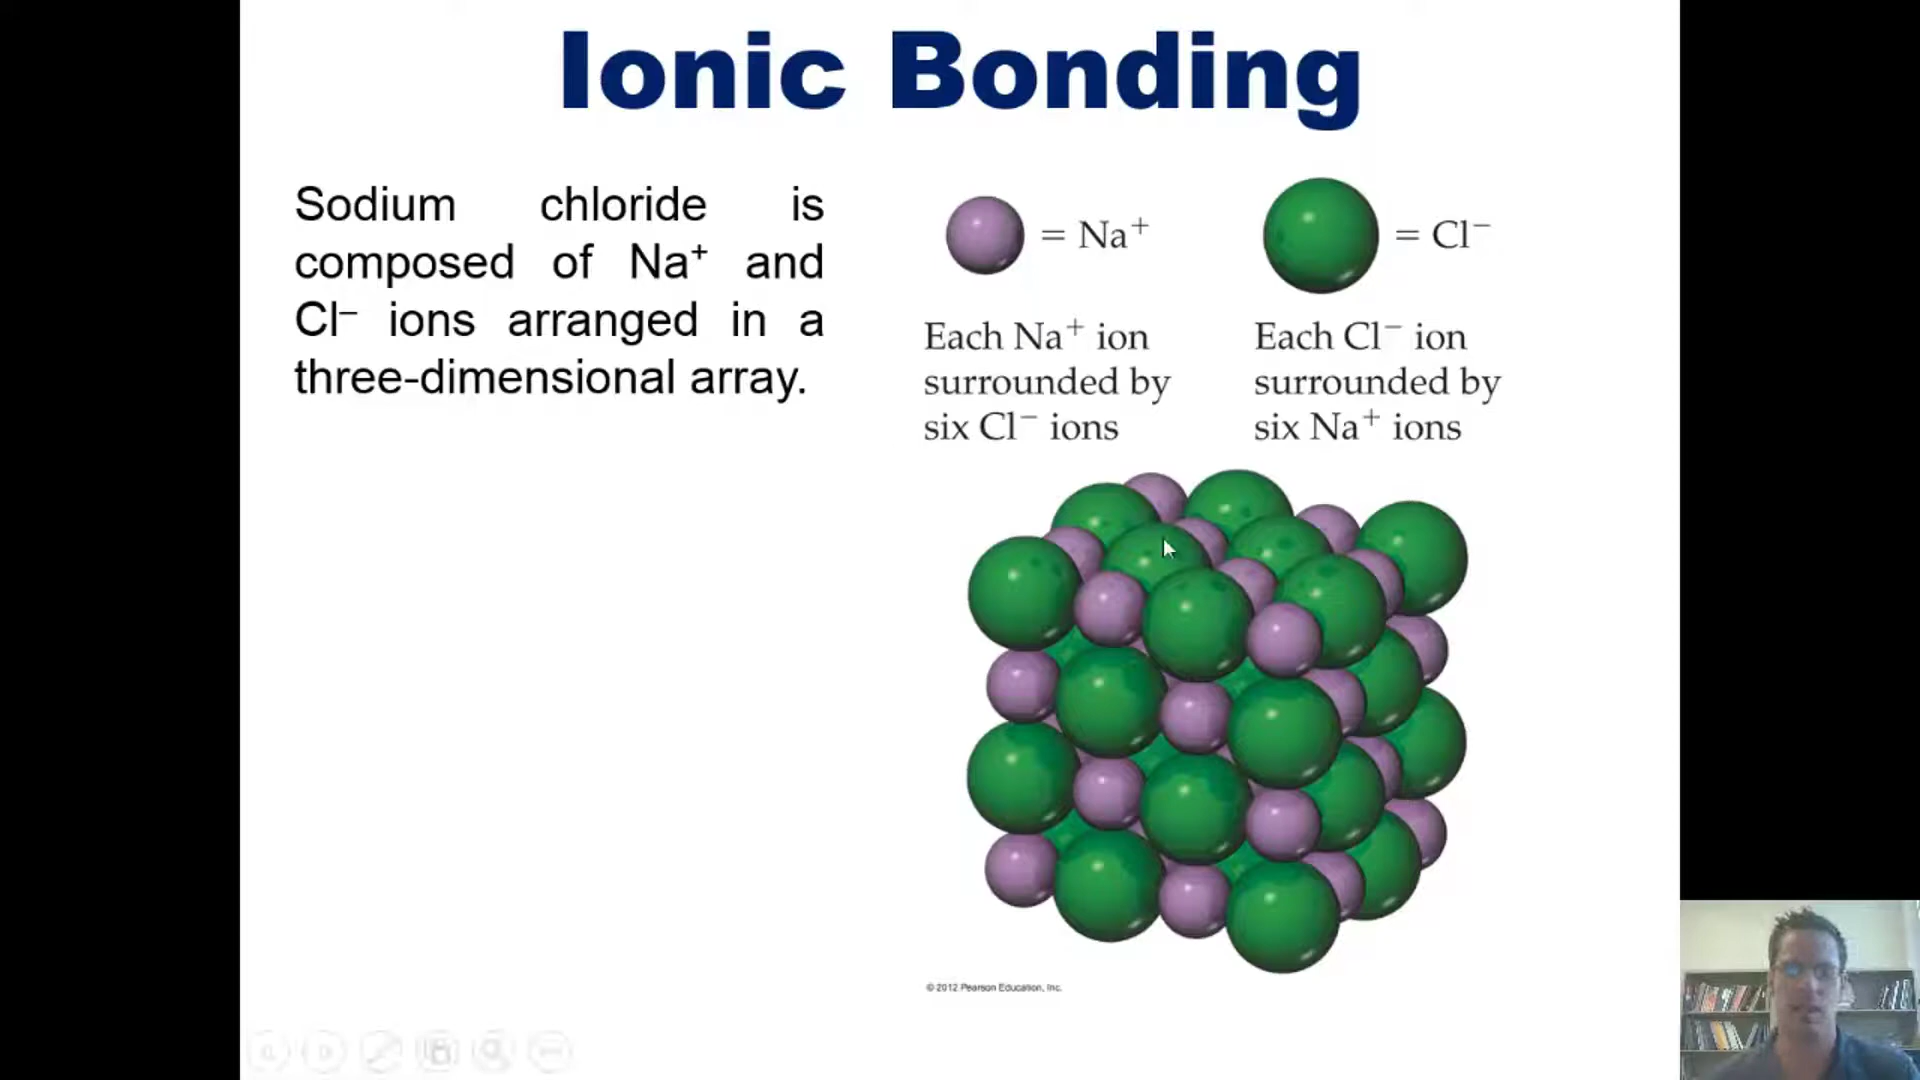 Ionic Bonding
Sodium chloride is
composed of Na⁺ and
Cl⁻ ions arranged in a
three-dimensional array.
= Na⁺
= Cl⁻
Each Na⁺ ion
surrounded by
six Cl⁻ ions
Each Cl⁻ ion
surrounded by
six Na⁺ ions
© 2012 Pearson Education, Inc.